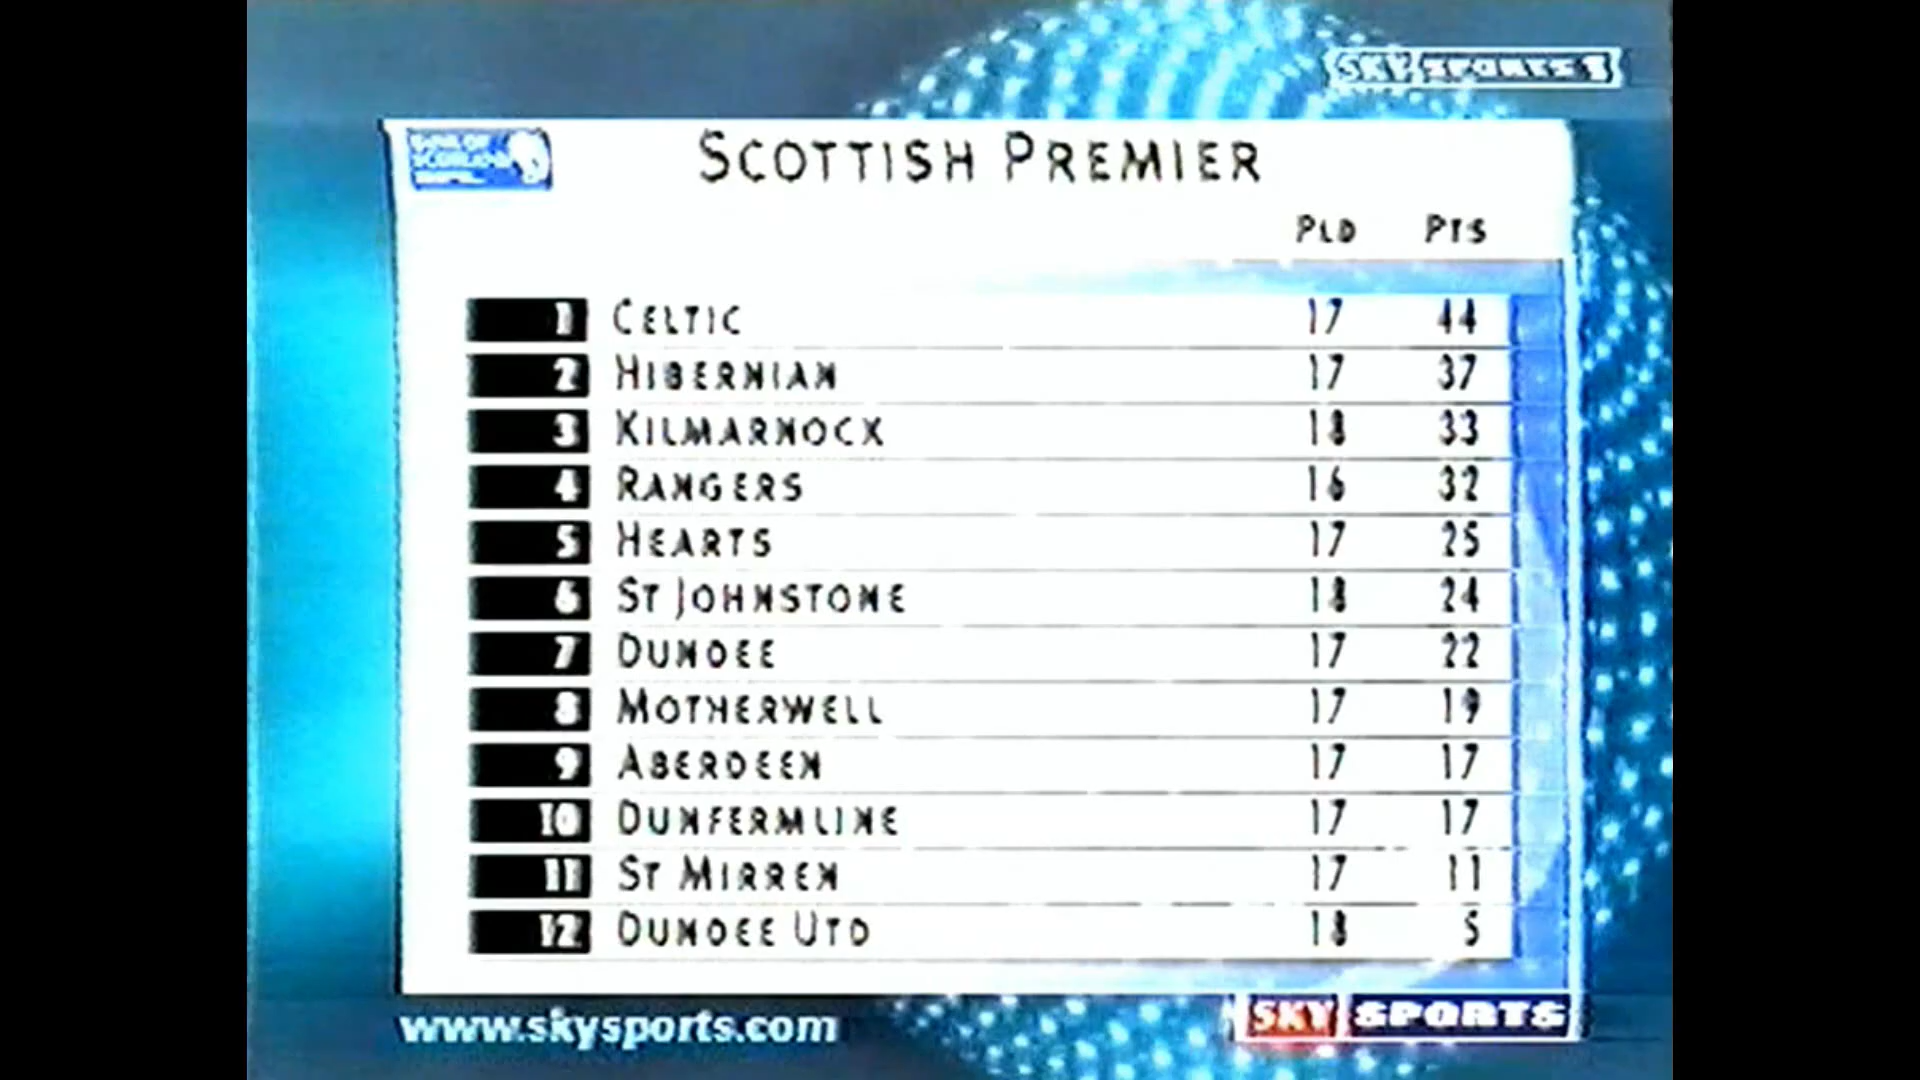 SKY SPORTS 1
BANK OF
SCOTLAND
SCOTTISH PREMIER
PLD PTS
1 CELTIC 17 44
2 HIBERNIAN 17 37
3 KILMARNOCK 18 33
4 RANGERS 16 32
5 HEARTS 17 25
6 ST JOHNSTONE 18 24
7 DUNDEE 17 22
8 MOTHERWELL 17 19
9 ABERDEEN 17 17
10 DUNFERMLINE 17 17
11 ST MIRREN 17 11
12 DUNDEE UTD 18 5
www.skysports.com
SKY SPORTS